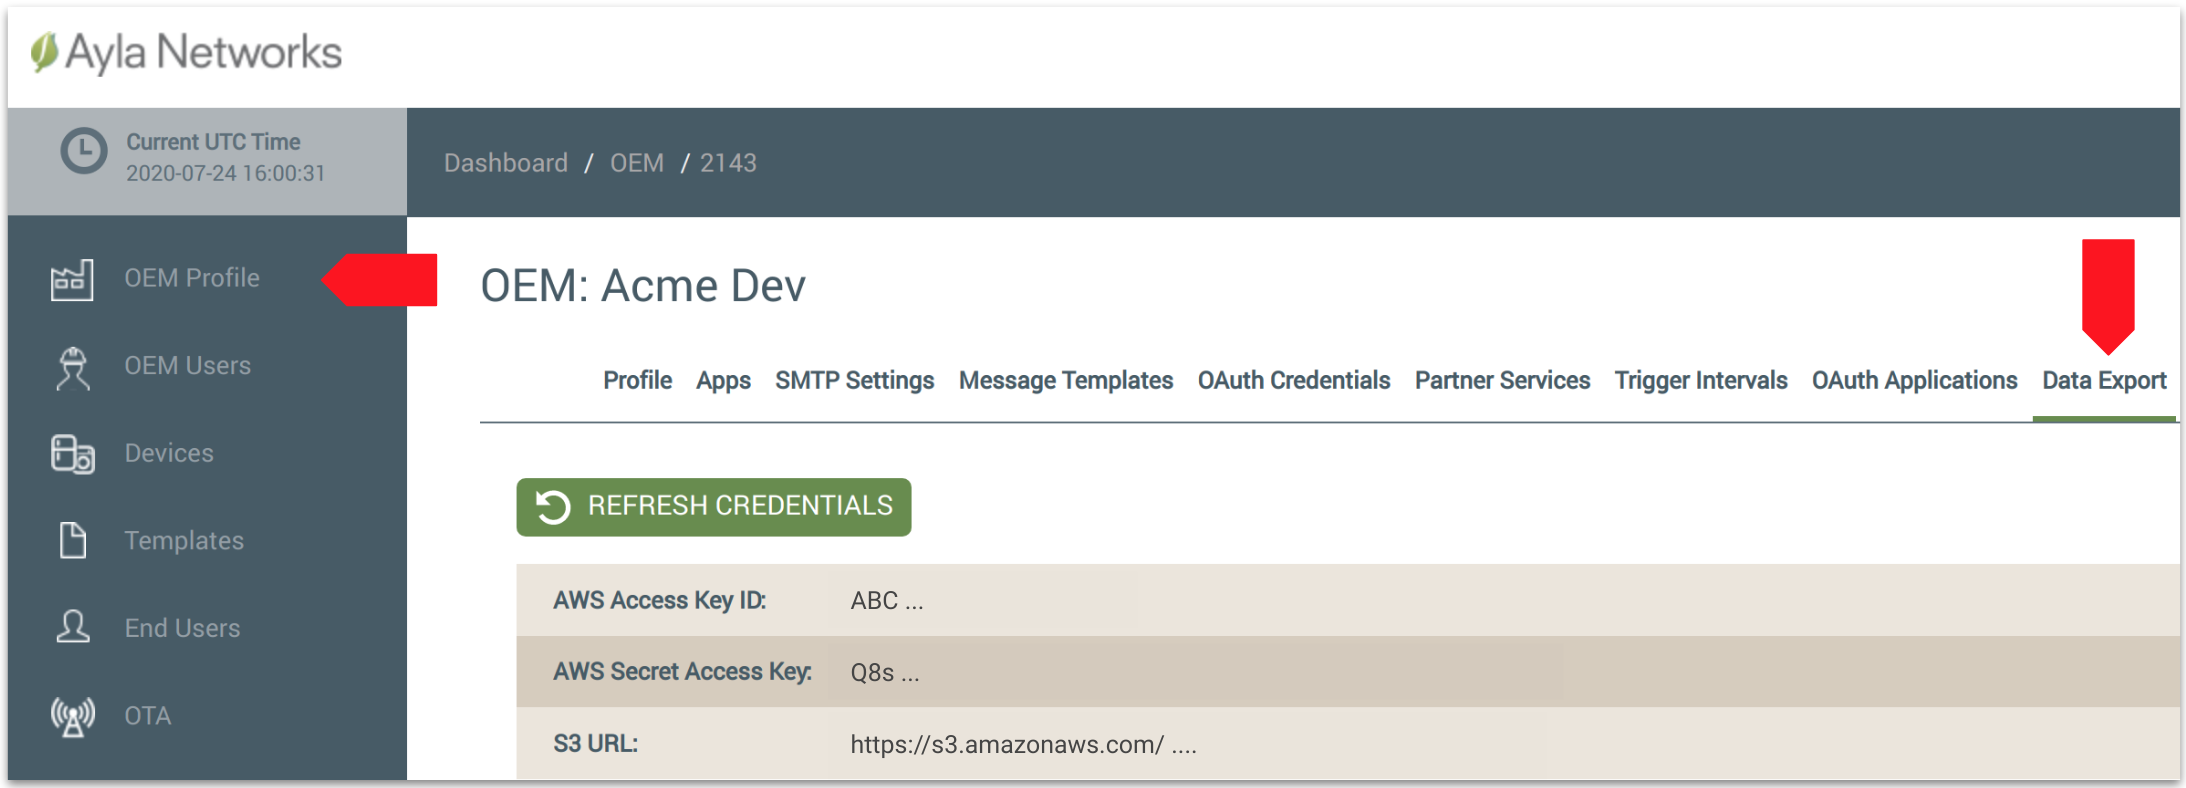 Ayla Networks
Current UTC Time
2020-07-24 16:00:31
Dashboard / OEM / 2143
OEM Profile
OEM Users
Devices
Templates
End Users
OTA
OEM: Acme Dev
Profile Apps SMTP Settings Message Templates OAuth Credentials Partner Services Trigger Intervals OAuth Applications Data Export
REFRESH CREDENTIALS
AWS Access Key ID: ABC ...
AWS Secret Access Key: Q8s ...
S3 URL: https://s3.amazonaws.com/ ....